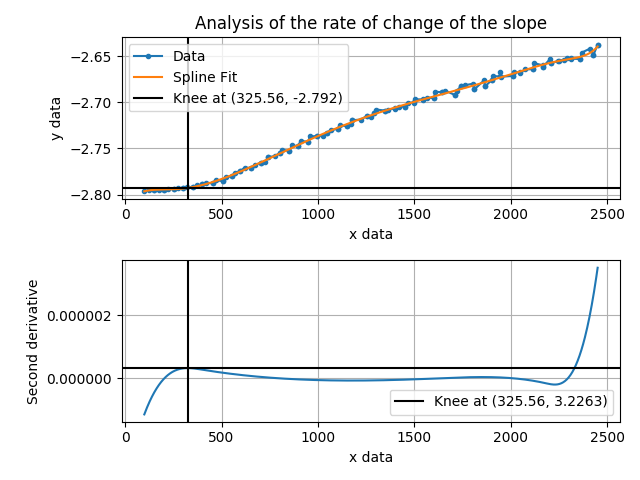 Analysis of the rate of change of the slope
Data
Spline Fit
Knee at (325.56, -2.792)
y data
−2.65
−2.70
−2.75
−2.80
0 500 1000 1500 2000 2500
x data
Second derivative
0.000002
0.000000
Knee at (325.56, 3.2263)
0 500 1000 1500 2000 2500
x data